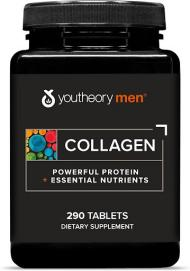 youtheory men®
COLLAGEN
POWERFUL PROTEIN
+ ESSENTIAL NUTRIENTS
290 TABLETS
DIETARY SUPPLEMENT